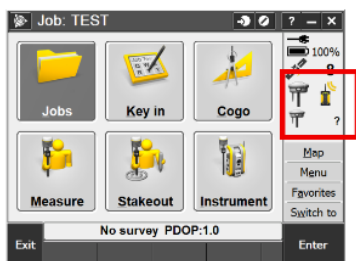 Job: TEST
? – ×
100%
8
Jobs
Key in
Cogo
?
Map
Menu
Measure
Stakeout
Instrument
Favorites
Switch to
No survey PDOP:1.0
Exit
Enter